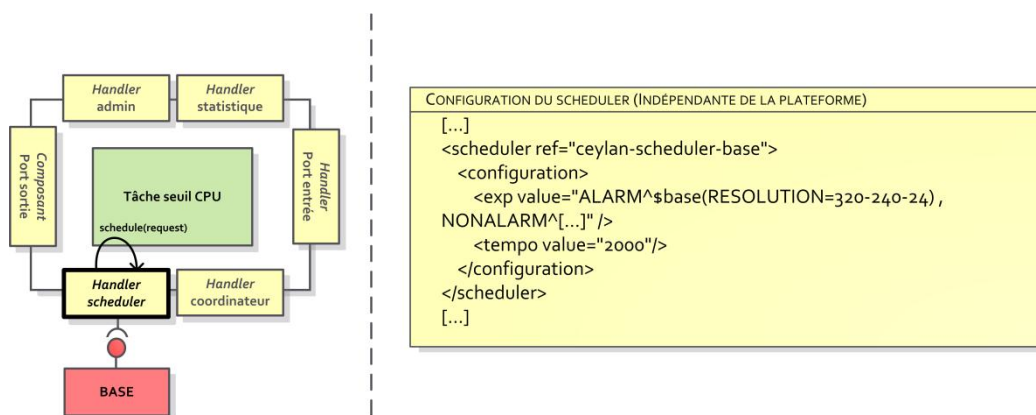 Handler
admin
Handler
statistique
Composant
Port sortie
Handler
Port entrée
Tâche seuil CPU
schedule(request)
Handler
scheduler
Handler
coordinateur
BASE
CONFIGURATION DU SCHEDULER (INDÉPENDANTE DE LA PLATEFORME)
[...]
<scheduler ref="ceylan-scheduler-base">
<configuration>
<exp value="ALARM^$base(RESOLUTION=320-240-24) ,
NONALARM^[...]" />
<tempo value="2000"/>
</configuration>
</scheduler>
[...]